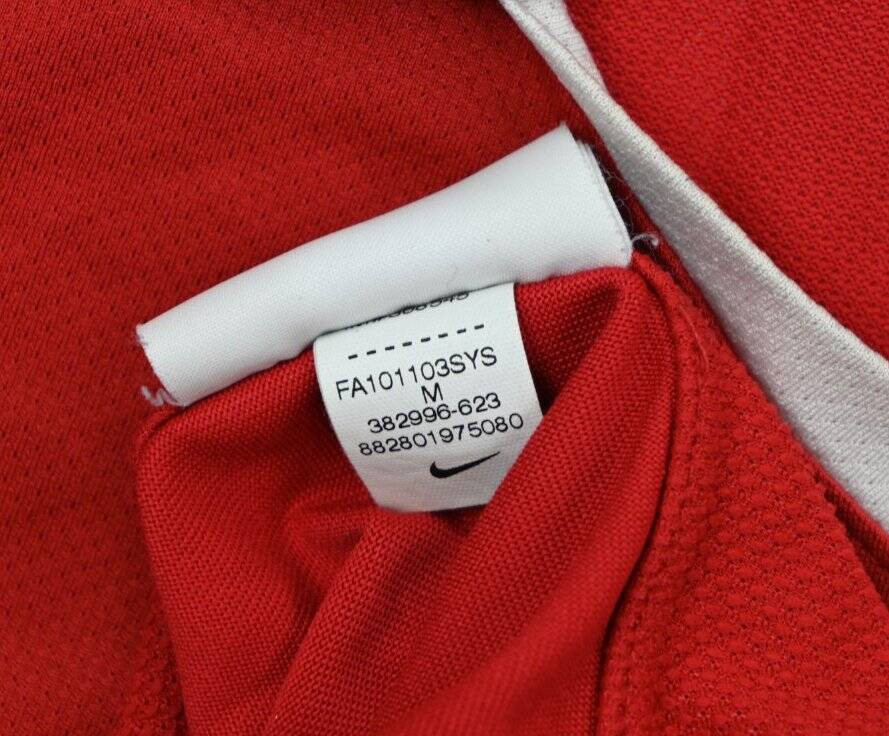 - - - - - - - -
FA101103SYS
M
382996-623
882801975080